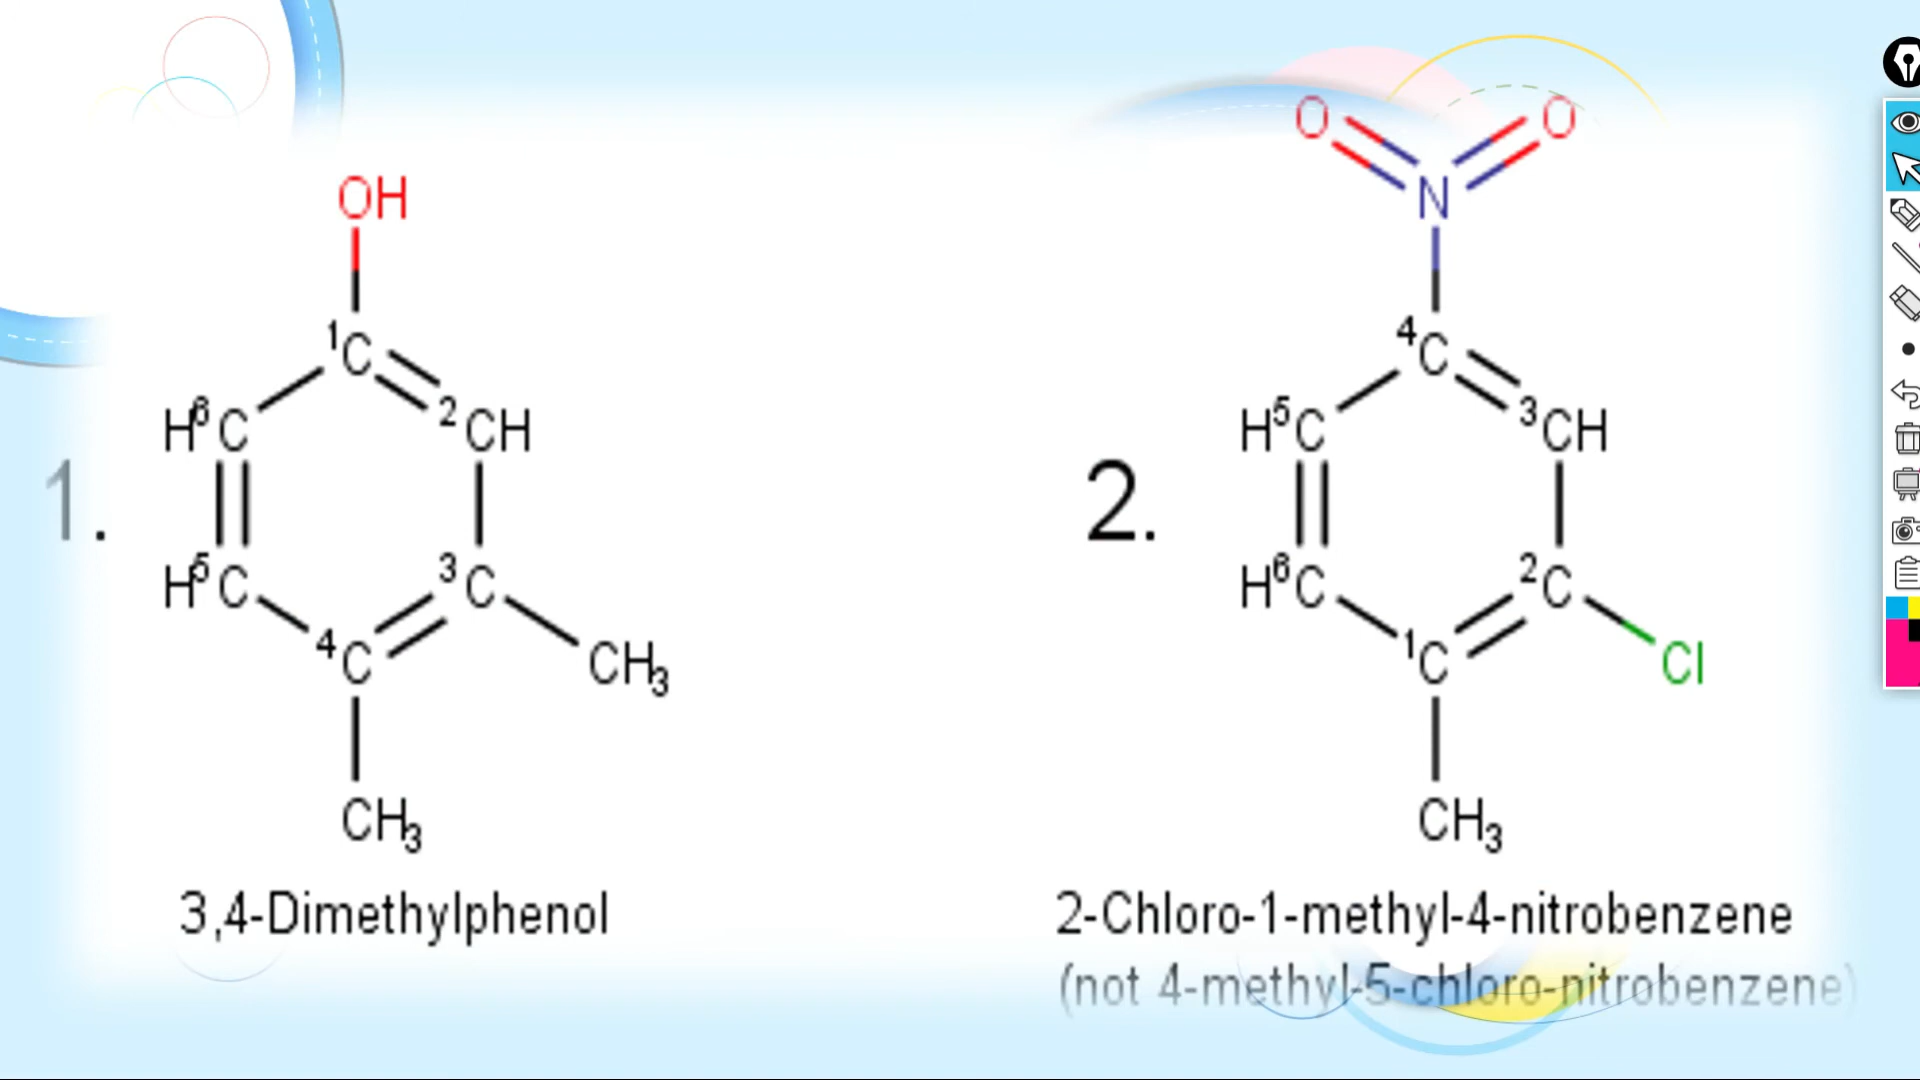 1.
OH
¹C
H⁶C
²CH
H⁵C
³C
⁴C
CH₃
CH₃
3,4-Dimethylphenol
2.
O O
N
⁴C
H⁵C
³CH
H⁶C
²C
¹C
Cl
CH₃
2-Chloro-1-methyl-4-nitrobenzene
(not 4-methyl-5-chloro-nitrobenzene)